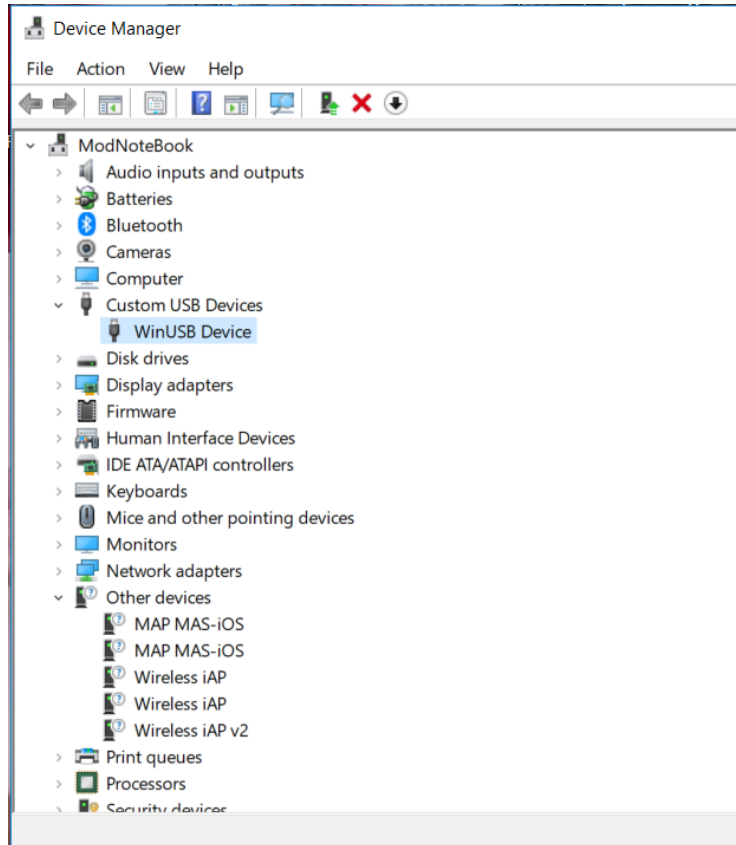 Device Manager
File Action View Help
ModNoteBook
Audio inputs and outputs
Batteries
Bluetooth
Cameras
Computer
Custom USB Devices
WinUSB Device
Disk drives
Display adapters
Firmware
Human Interface Devices
IDE ATA/ATAPI controllers
Keyboards
Mice and other pointing devices
Monitors
Network adapters
Other devices
MAP MAS-iOS
MAP MAS-iOS
Wireless iAP
Wireless iAP
Wireless iAP v2
Print queues
Processors
Security devices